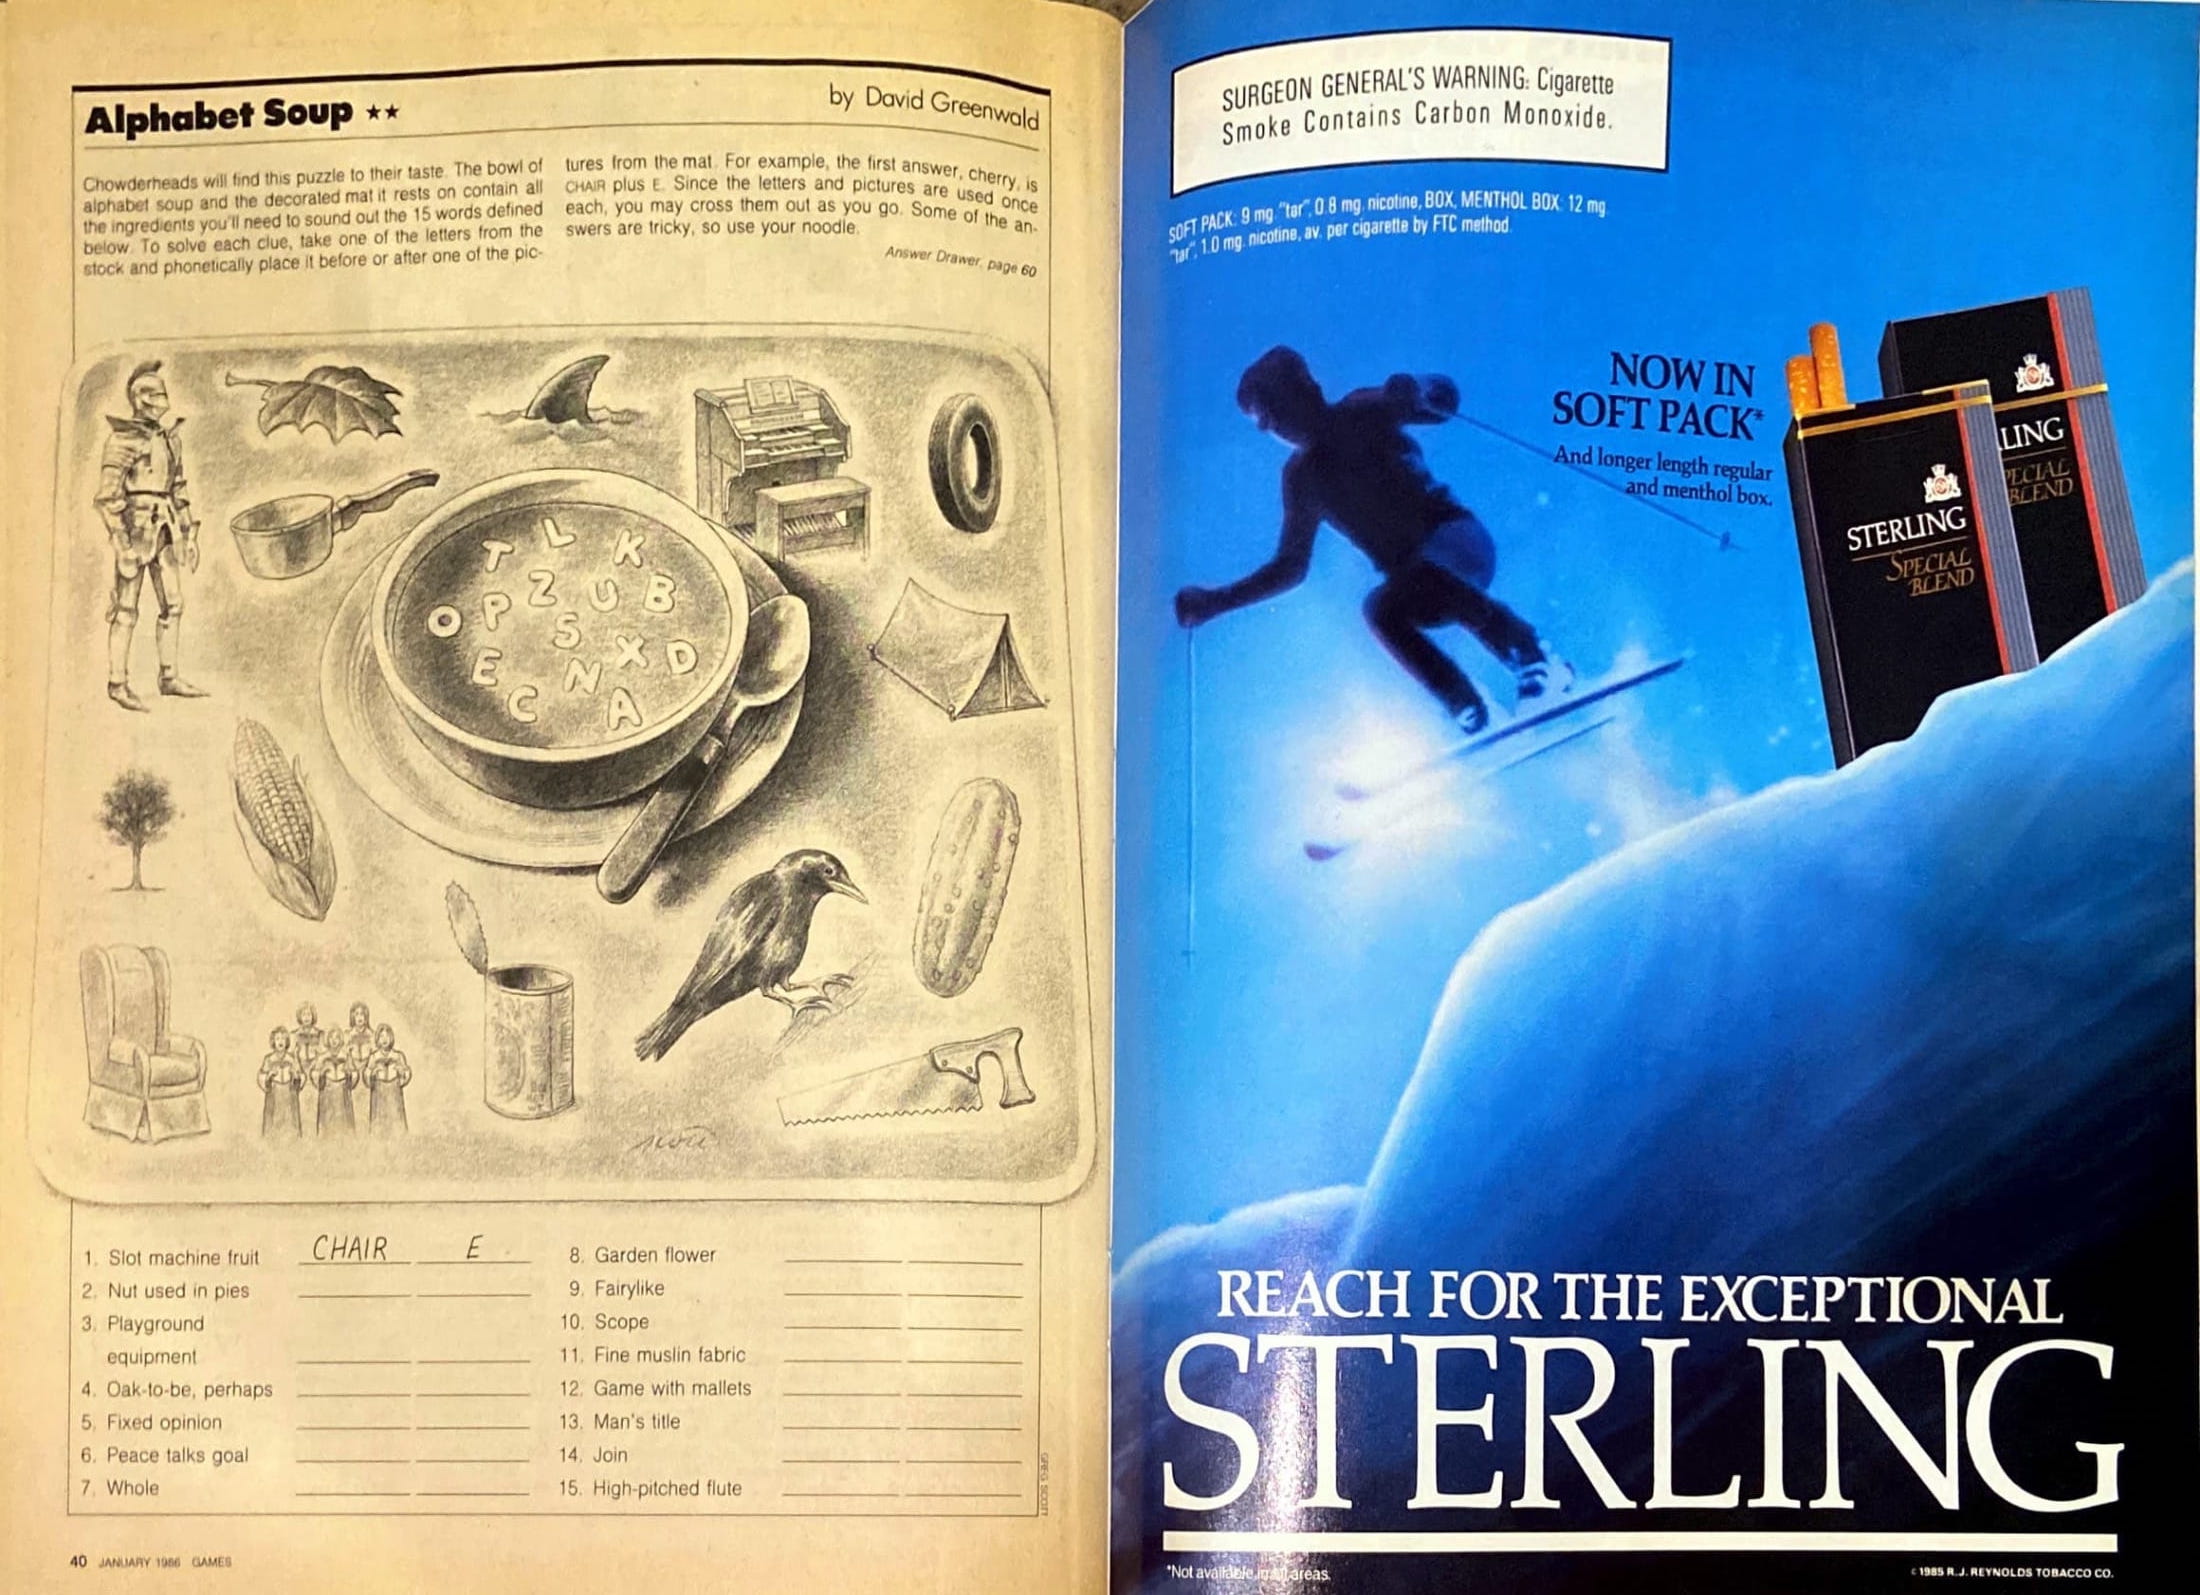 Alphabet Soup ★★
by David Greenwald
Chowderheads will find this puzzle to their taste. The bowl of
alphabet soup and the decorated mat it rests on contain all
the ingredients you'll need to sound out the 15 words defined
below. To solve each clue, take one of the letters from the
stock and phonetically place it before or after one of the pic-
tures from the mat. For example, the first answer, cherry, is
CHAIR plus E. Since the letters and pictures are used once
each, you may cross them out as you go. Some of the an-
swers are tricky, so use your noodle.
Answer Drawer, page 60
T L K
Z U B
O P S
X D
E N
C A
1. Slot machine fruit CHAIR E
2. Nut used in pies
3. Playground
equipment
4. Oak-to-be, perhaps
5. Fixed opinion
6. Peace talks goal
7. Whole
8. Garden flower
9. Fairylike
10. Scope
11. Fine muslin fabric
12. Game with mallets
13. Man's title
14. Join
15. High-pitched flute
GREG SCOTT
40 JANUARY 1986 GAMES
SURGEON GENERAL'S WARNING: Cigarette
Smoke Contains Carbon Monoxide.
SOFT PACK: 9 mg. "tar", 0.8 mg. nicotine, BOX, MENTHOL BOX: 12 mg.
"tar", 1.0 mg. nicotine, av. per cigarette by FTC method.
NOW IN
SOFT PACK*
And longer length regular
and menthol box.
LING
PECIAL
BLEND
STERLING
SPECIAL
BLEND
REACH FOR THE EXCEPTIONAL
STERLING
*Not available in all areas.
© 1985 R.J. REYNOLDS TOBACCO CO.